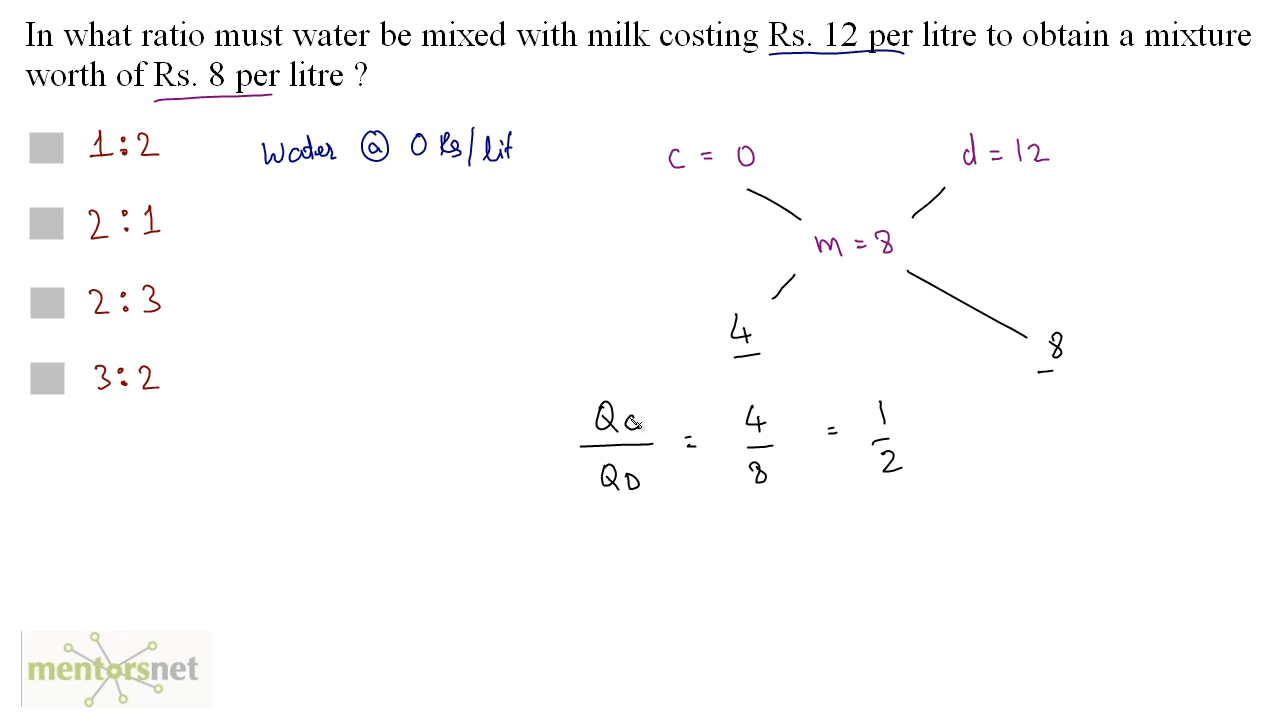 In what ratio must water be mixed with milk costing Rs. 12 per litre to obtain a mixture
worth of Rs. 8 per litre ?
1:2
Water @ 0 Rs/lit
c = 0
d = 12
2:1
m = 8
2:3
4
8
3:2
QC/QD = 4/8 = 1/2
mentorsnet